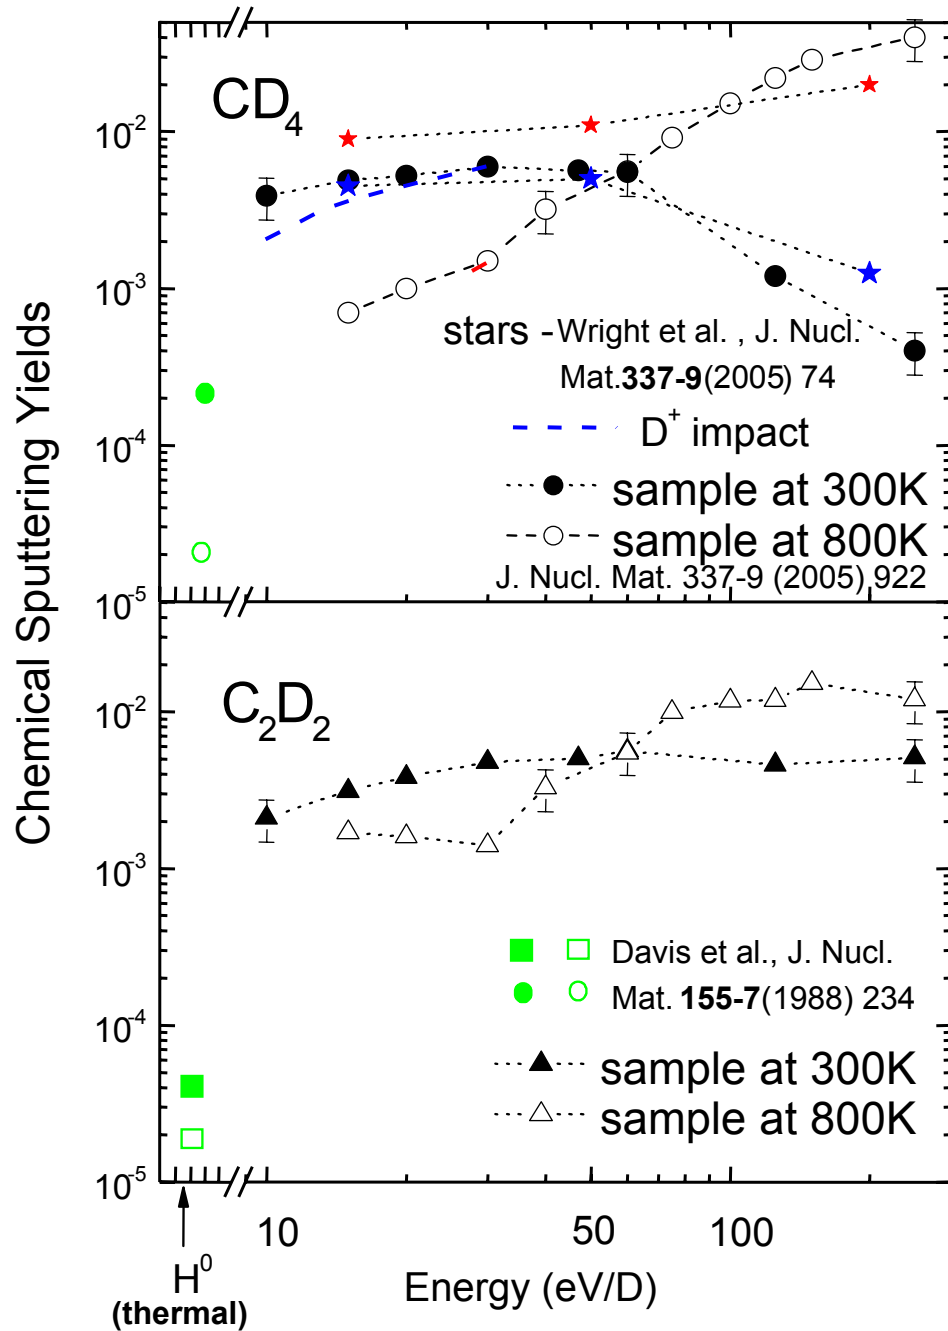 CD4
10-2
10-3
10-4
10-5
stars -Wright et al. , J. Nucl.
Mat.337-9(2005) 74
D+ impact
sample at 300K
sample at 800K
J. Nucl. Mat. 337-9 (2005) 922
Chemical Sputtering Yields
C2D2
10-2
10-3
10-4
10-5
Davis et al., J. Nucl.
Mat. 155-7(1988) 234
sample at 300K
sample at 800K
10
50
100
H0
(thermal)
Energy (eV/D)